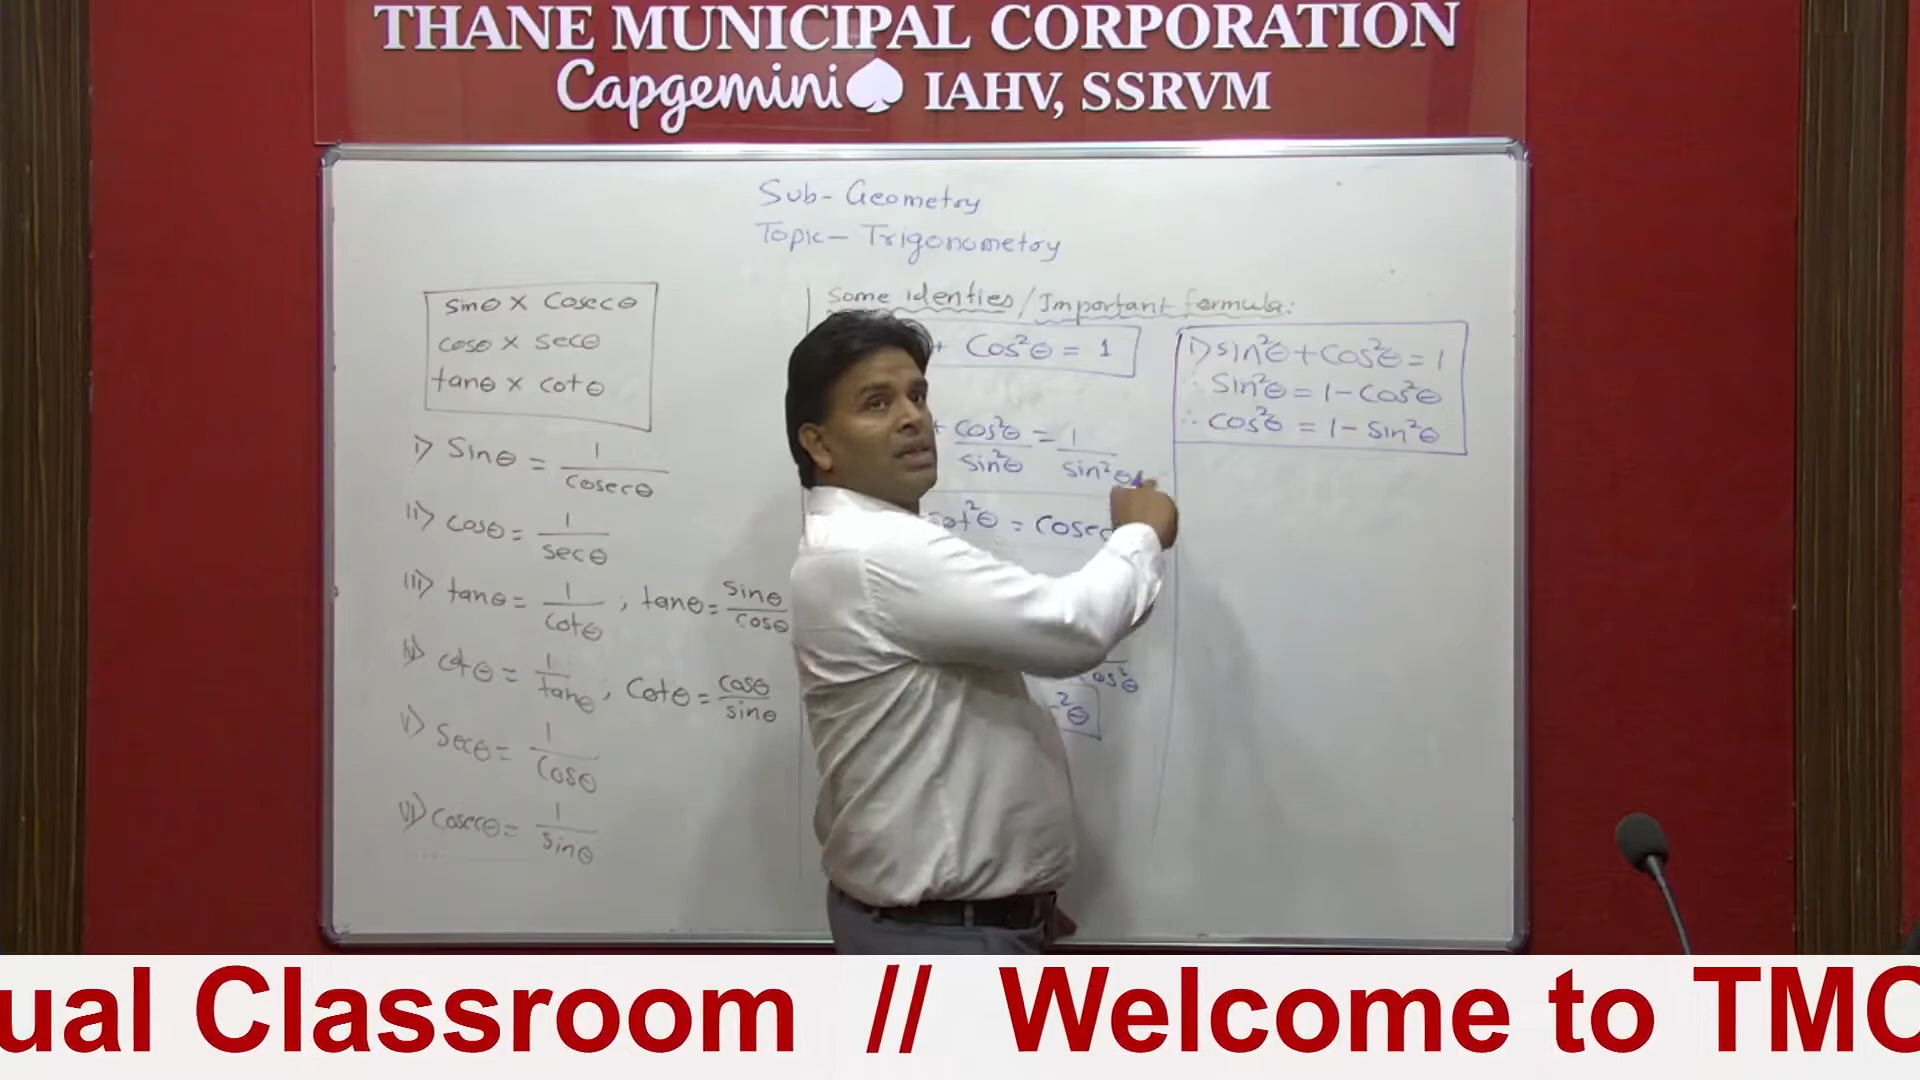 THANE MUNICIPAL CORPORATION
Capgemini IAHV, SSRVM
Sub- Geometry
Topic- Trigonometry
sinθ × cosecθ
cosθ × secθ
tanθ × cotθ
i) Sinθ = 1/cosecθ
ii) cosθ = 1/secθ
iii) tanθ = 1/cotθ ; tanθ = sinθ/cosθ
iv) cotθ = 1/tanθ , Cotθ = cosθ/sinθ
v) Secθ = 1/Cosθ
vi) Cosecθ = 1/sinθ
Some identies / Important formula:
+ Cos²θ = 1
+ cos²θ/sin²θ = 1/sin²θ
cot²θ = cosec
cos²θ
²θ
i) sin²θ + cos²θ = 1
∴ Sin²θ = 1 - Cos²θ
∴ cos²θ = 1 - Sin²θ
ual Classroom // Welcome to TMC